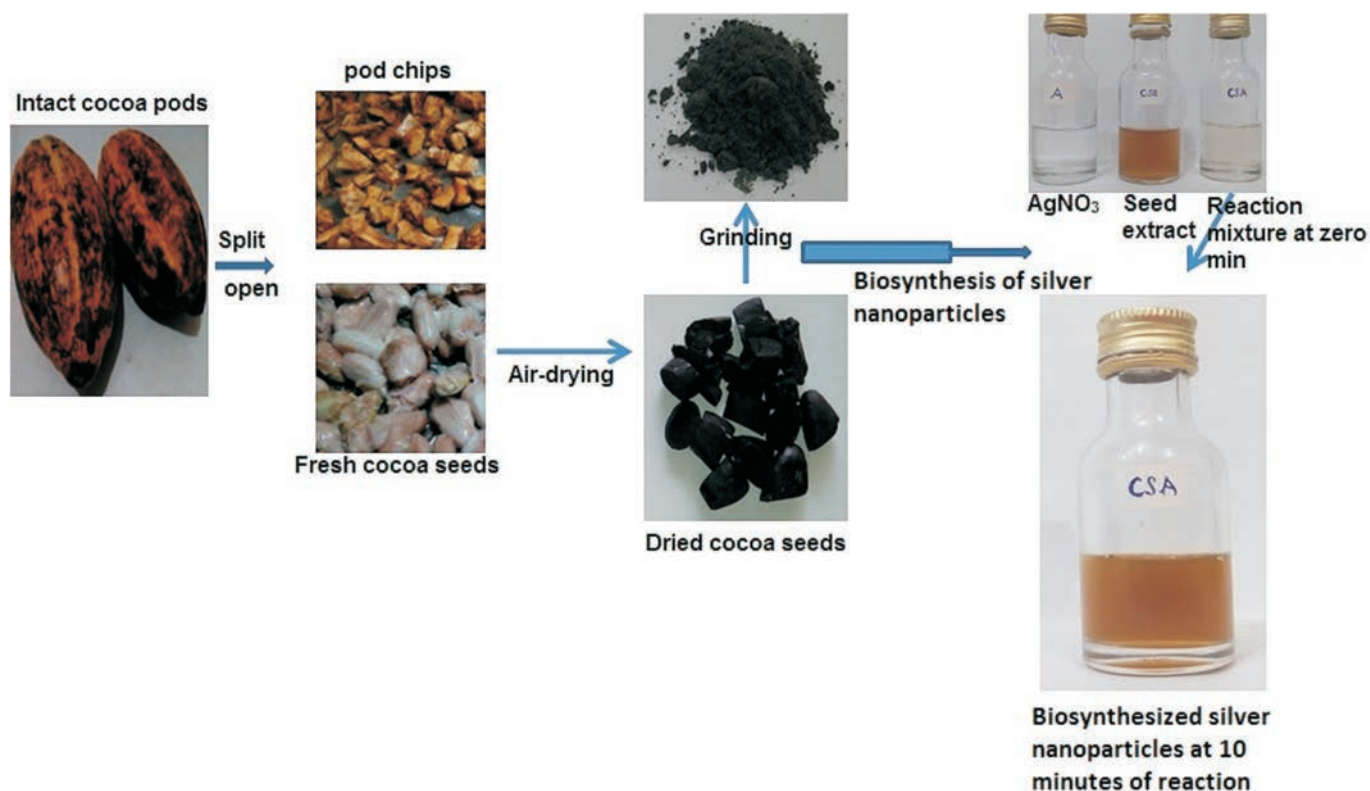 Intact cocoa pods
Split
open
pod chips
Fresh cocoa seeds
Air-drying
Grinding
Dried cocoa seeds
Biosynthesis of silver
nanoparticles
A
CSB
CSA
AgNO₃
Seed
extract
Reaction
mixture at zero
min
CSA
Biosynthesized silver
nanoparticles at 10
minutes of reaction